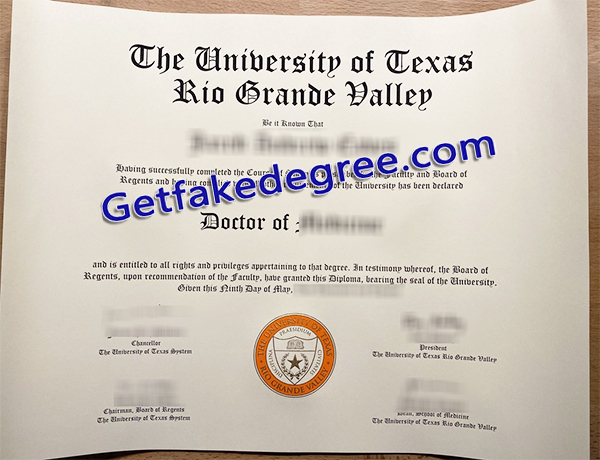 The University of Texas
Rio Grande Valley
Be it Known That
Having successfully completed the Course of Faculty and Board of
Regents and having of the University has been declared
Getfakedegree.com
Doctor of
and is entitled to all rights and privileges appertaining to that degree. In testimony whereof, the Board of
Regents, upon recommendation of the Faculty, have granted this Diploma, bearing the seal of the University.
Given this Ninth Day of May,
Chancellor
The University of Texas System
President
The University of Texas Rio Grande Valley
THE UNIVERSITY OF TEXAS
RIO GRANDE VALLEY
PRAESIDIUM
CIVITATIS
DISCIPLINA
Chairman, Board of Regents
The University of Texas System
Dean, School of Medicine
The University of Texas Rio Grande Valley